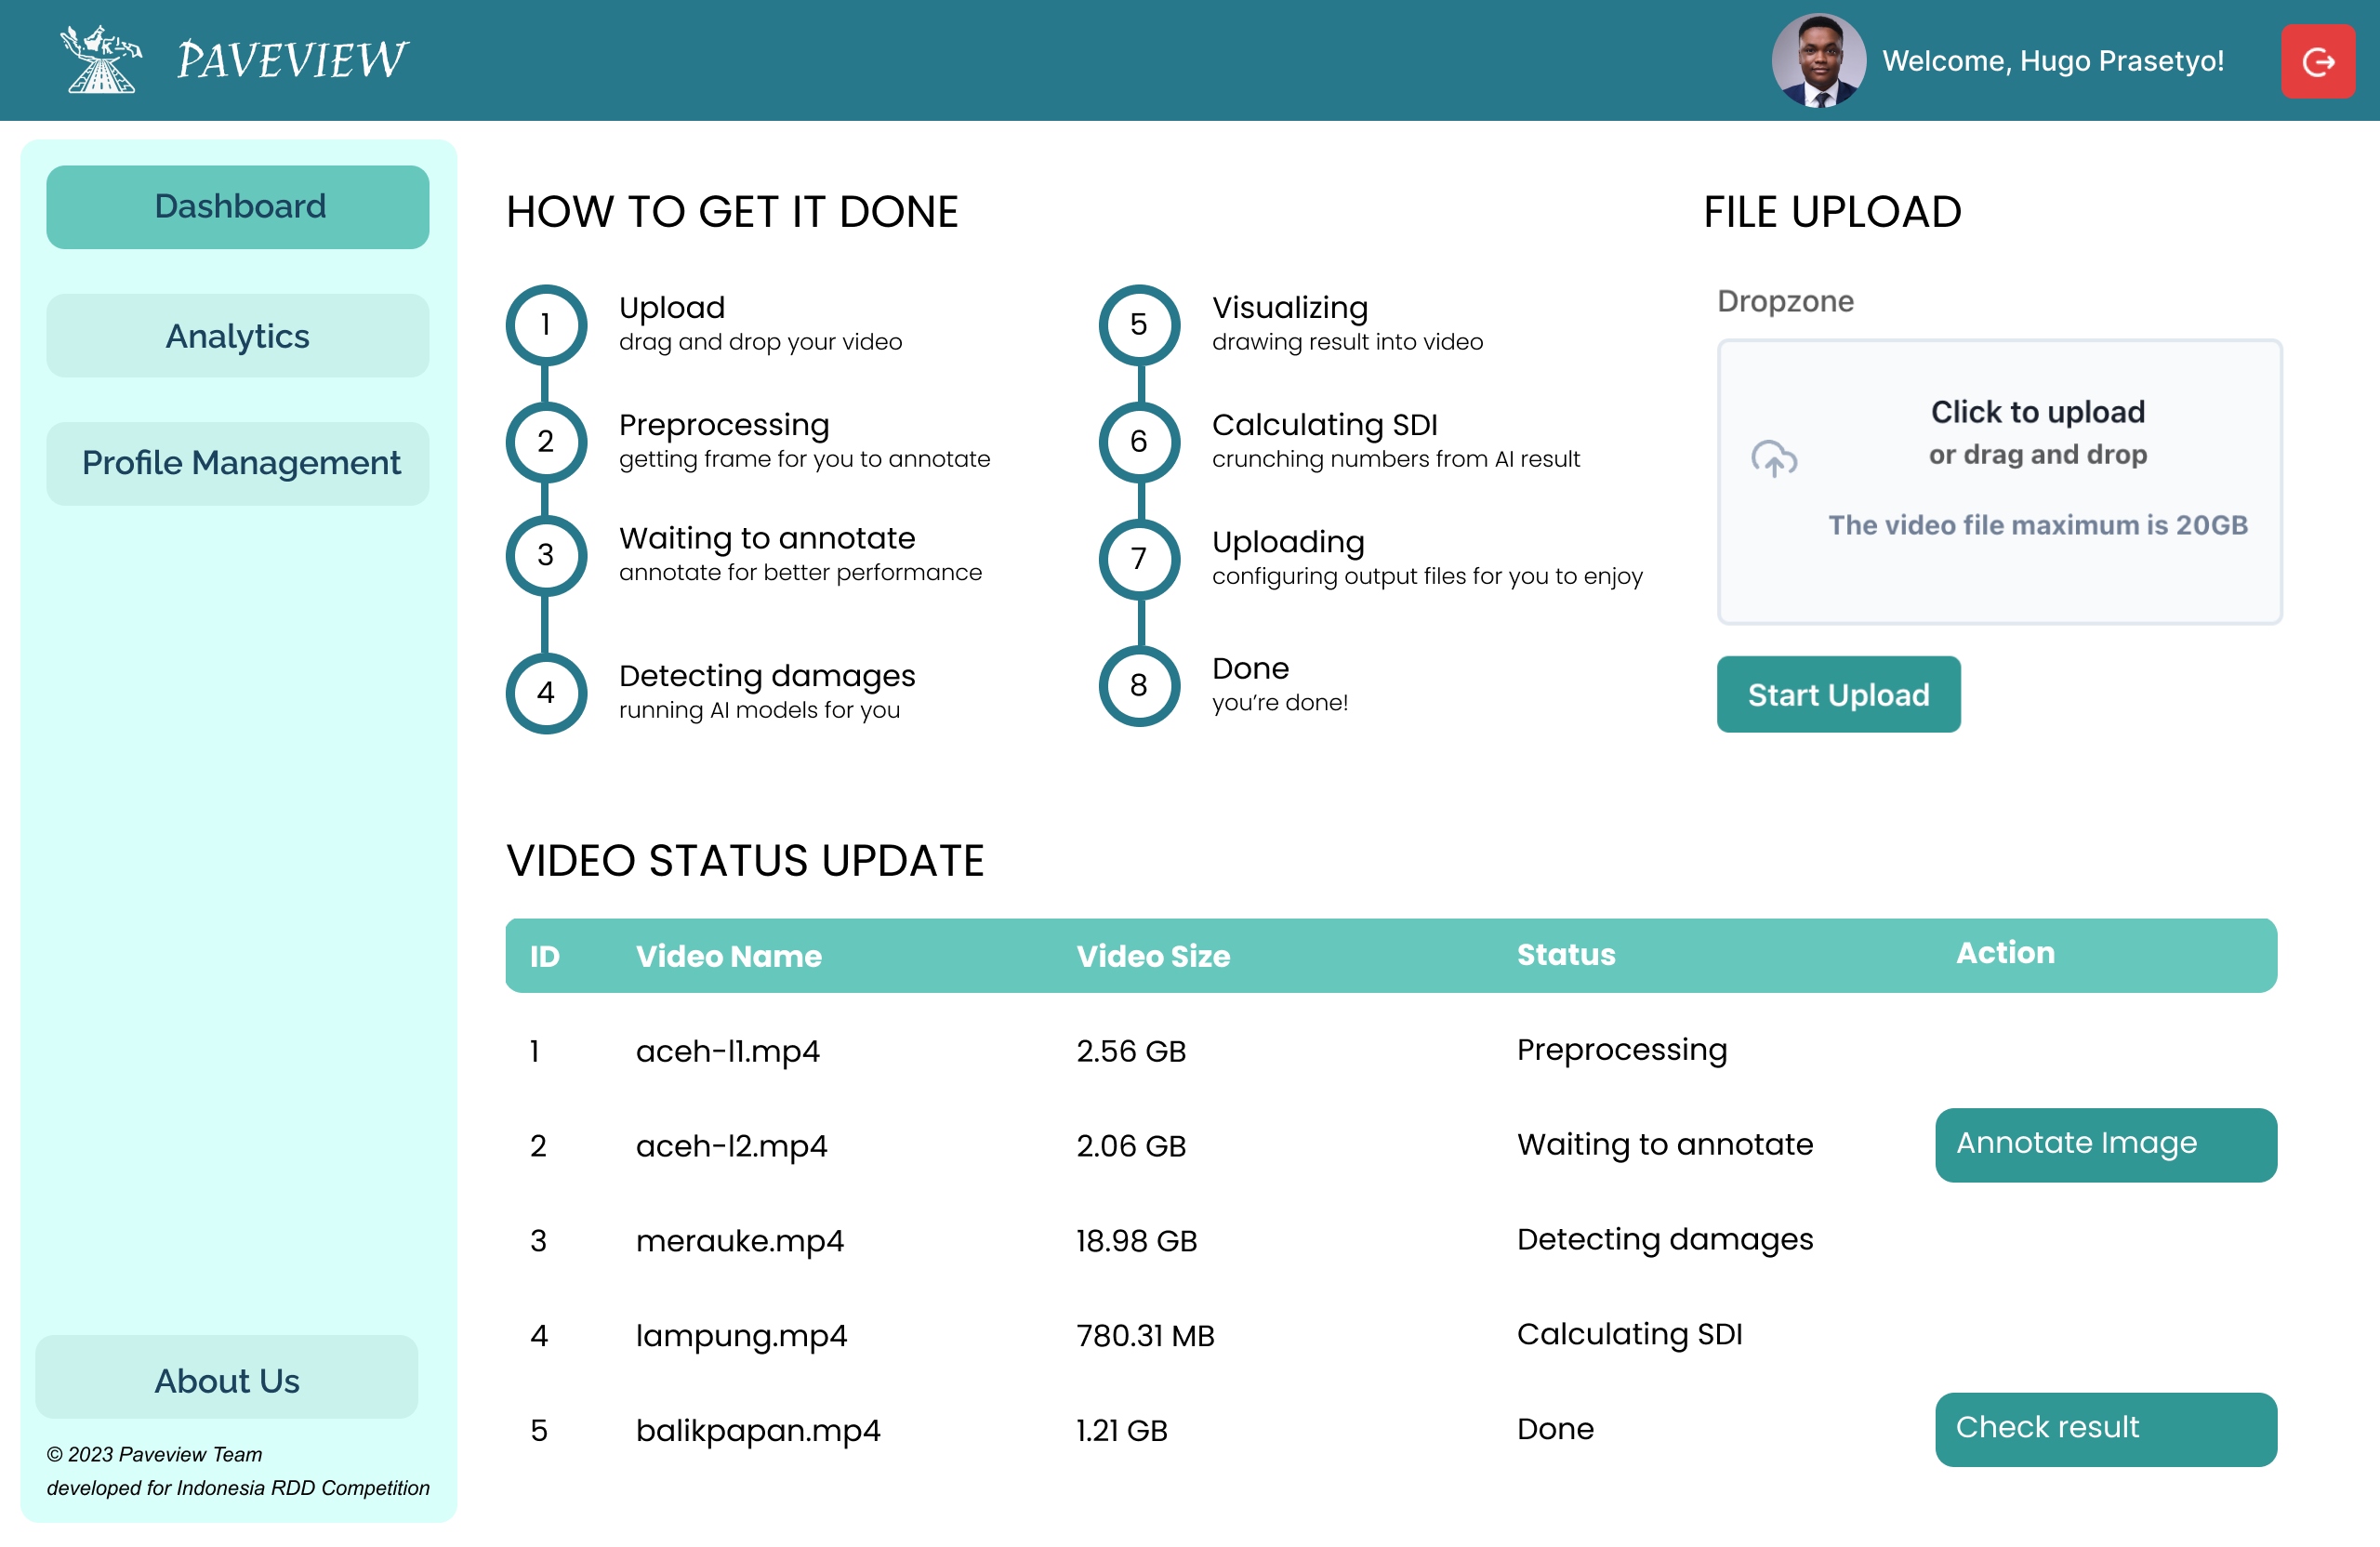 PAVEVIEW
Welcome, Hugo Prasetyo!
Dashboard
Analytics
Profile Management
About Us
© 2023 Paveview Team
developed for Indonesia RDD Competition
HOW TO GET IT DONE
1
Upload
drag and drop your video
2
Preprocessing
getting frame for you to annotate
3
Waiting to annotate
annotate for better performance
4
Detecting damages
running AI models for you
5
Visualizing
drawing result into video
6
Calculating SDI
crunching numbers from AI result
7
Uploading
configuring output files for you to enjoy
8
Done
you're done!
FILE UPLOAD
Dropzone
Click to upload
or drag and drop
The video file maximum is 20GB
Start Upload
VIDEO STATUS UPDATE
ID Video Name Video Size Status Action
1 aceh-l1.mp4 2.56 GB Preprocessing
2 aceh-l2.mp4 2.06 GB Waiting to annotate Annotate Image
3 merauke.mp4 18.98 GB Detecting damages
4 lampung.mp4 780.31 MB Calculating SDI
5 balikpapan.mp4 1.21 GB Done Check result